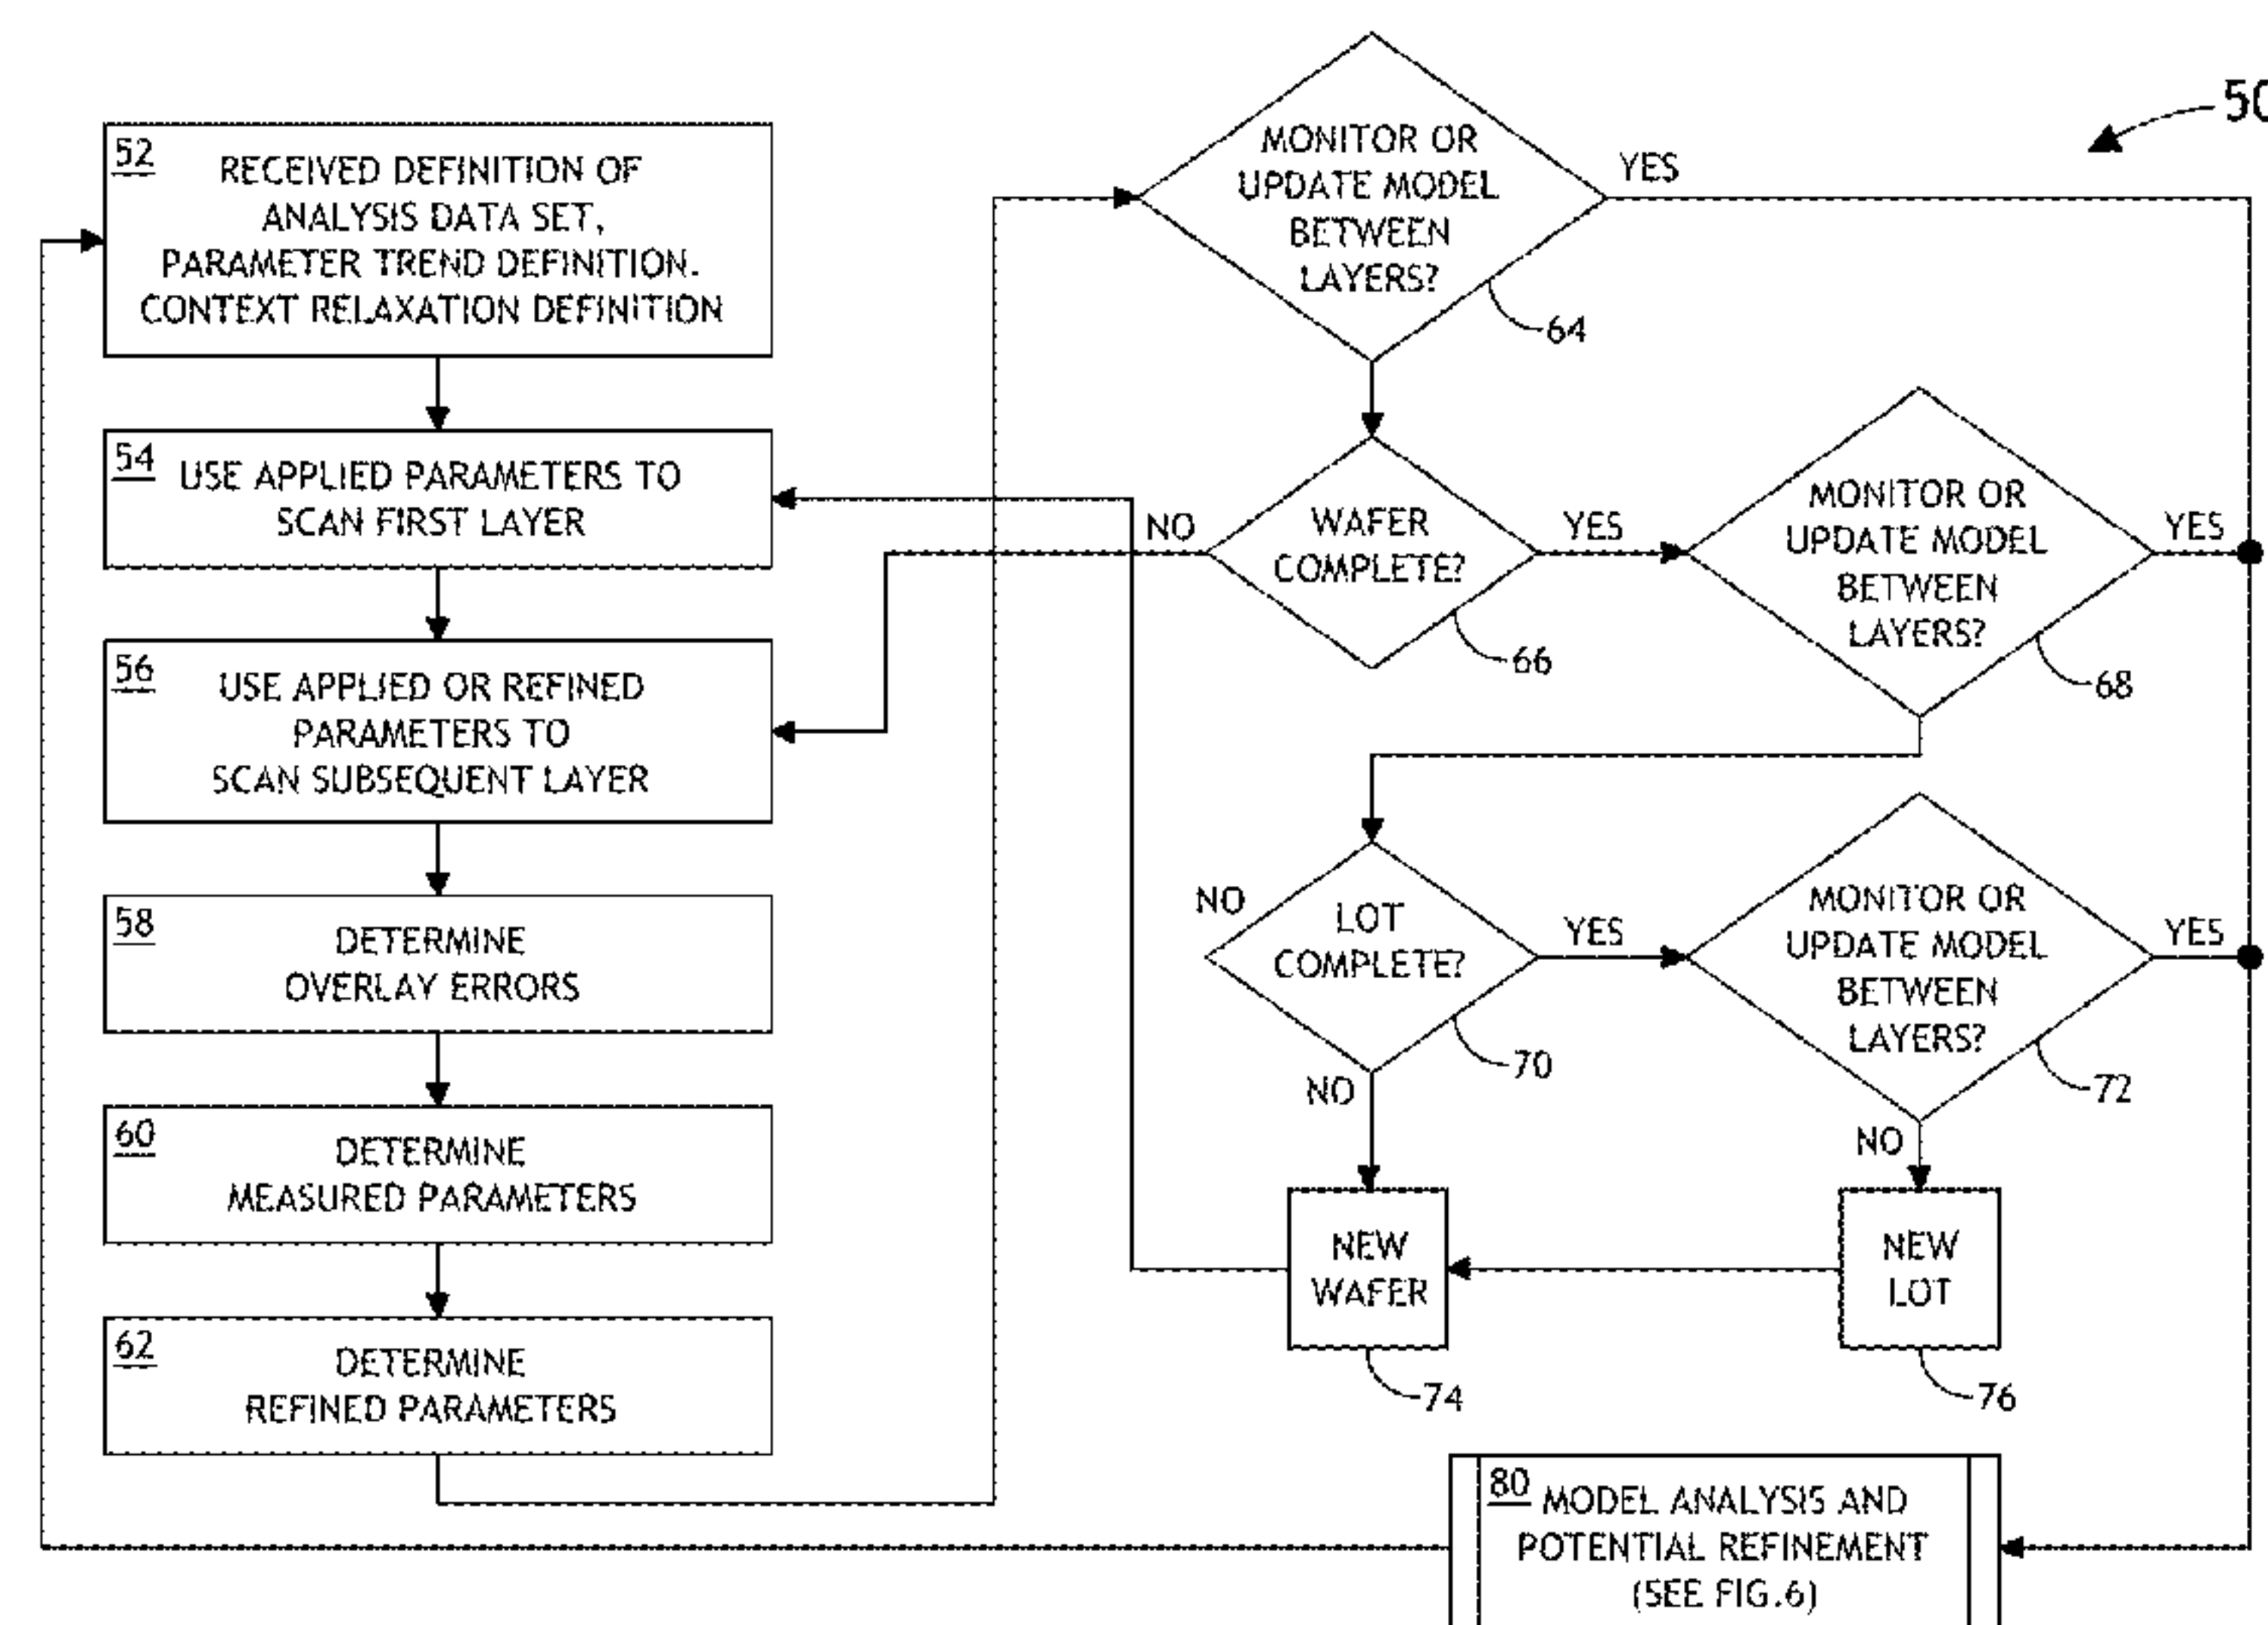 52
RECEIVED DEFINITION OF
ANALYSIS DATA SET,
PARAMETER TREND DEFINITION.
CONTEXT RELAXATION DEFINITION
54
USE APPLIED PARAMETERS TO
SCAN FIRST LAYER
56
USE APPLIED OR REFINED
PARAMETERS TO
SCAN SUBSEQUENT LAYER
58
DETERMINE
OVERLAY ERRORS
60
DETERMINE
MEASURED PARAMETERS
62
DETERMINE
REFINED PARAMETERS
50
MONITOR OR
UPDATE MODEL
BETWEEN
LAYERS?
YES
64
NO
WAFER
COMPLETE?
YES
66
MONITOR OR
UPDATE MODEL
BETWEEN
LAYERS?
YES
68
NO
LOT
COMPLETE?
YES
70
NO
MONITOR OR
UPDATE MODEL
BETWEEN
LAYERS?
YES
72
NO
NEW
WAFER
74
NEW
LOT
76
80
MODEL ANALYSIS AND
POTENTIAL REFINEMENT
(SEE FIG.6)